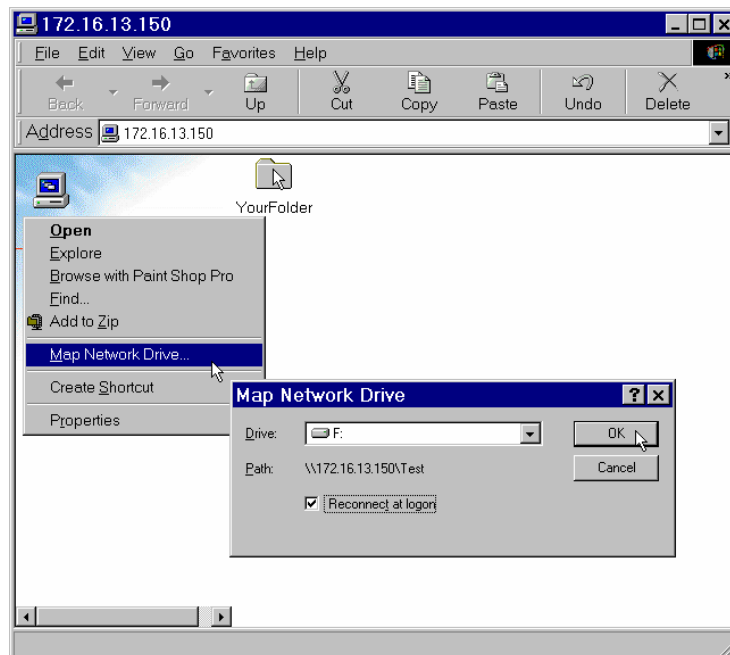 172.16.13.150
File Edit View Go Favorites Help
Back Forward Up Cut Copy Paste Undo Delete »
Address 172.16.13.150
YourFolder
Open
Explore
Browse with Paint Shop Pro
Find...
Add to Zip
Map Network Drive...
Create Shortcut
Properties
Map Network Drive
Drive: F: OK
Path: \\172.16.13.150\Test Cancel
Reconnect at logon